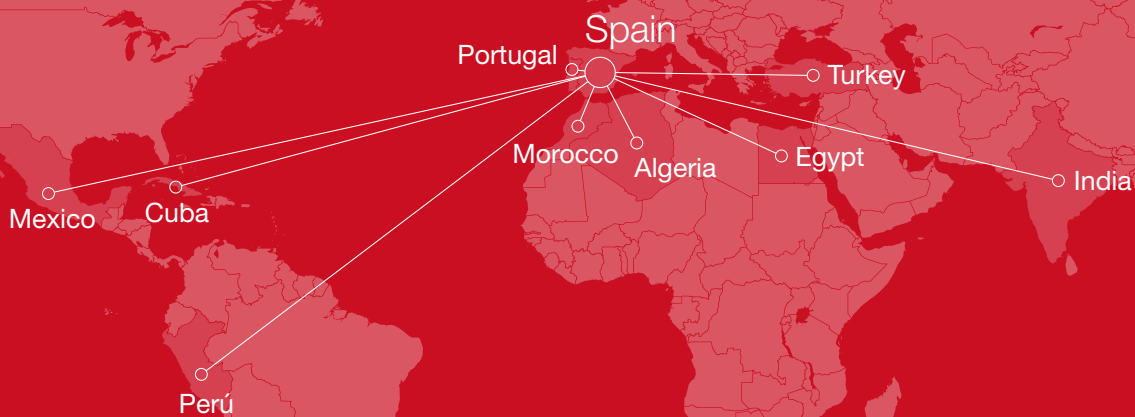 Spain
Portugal
Turkey
Morocco
Algeria
Egypt
India
Mexico
Cuba
Perú